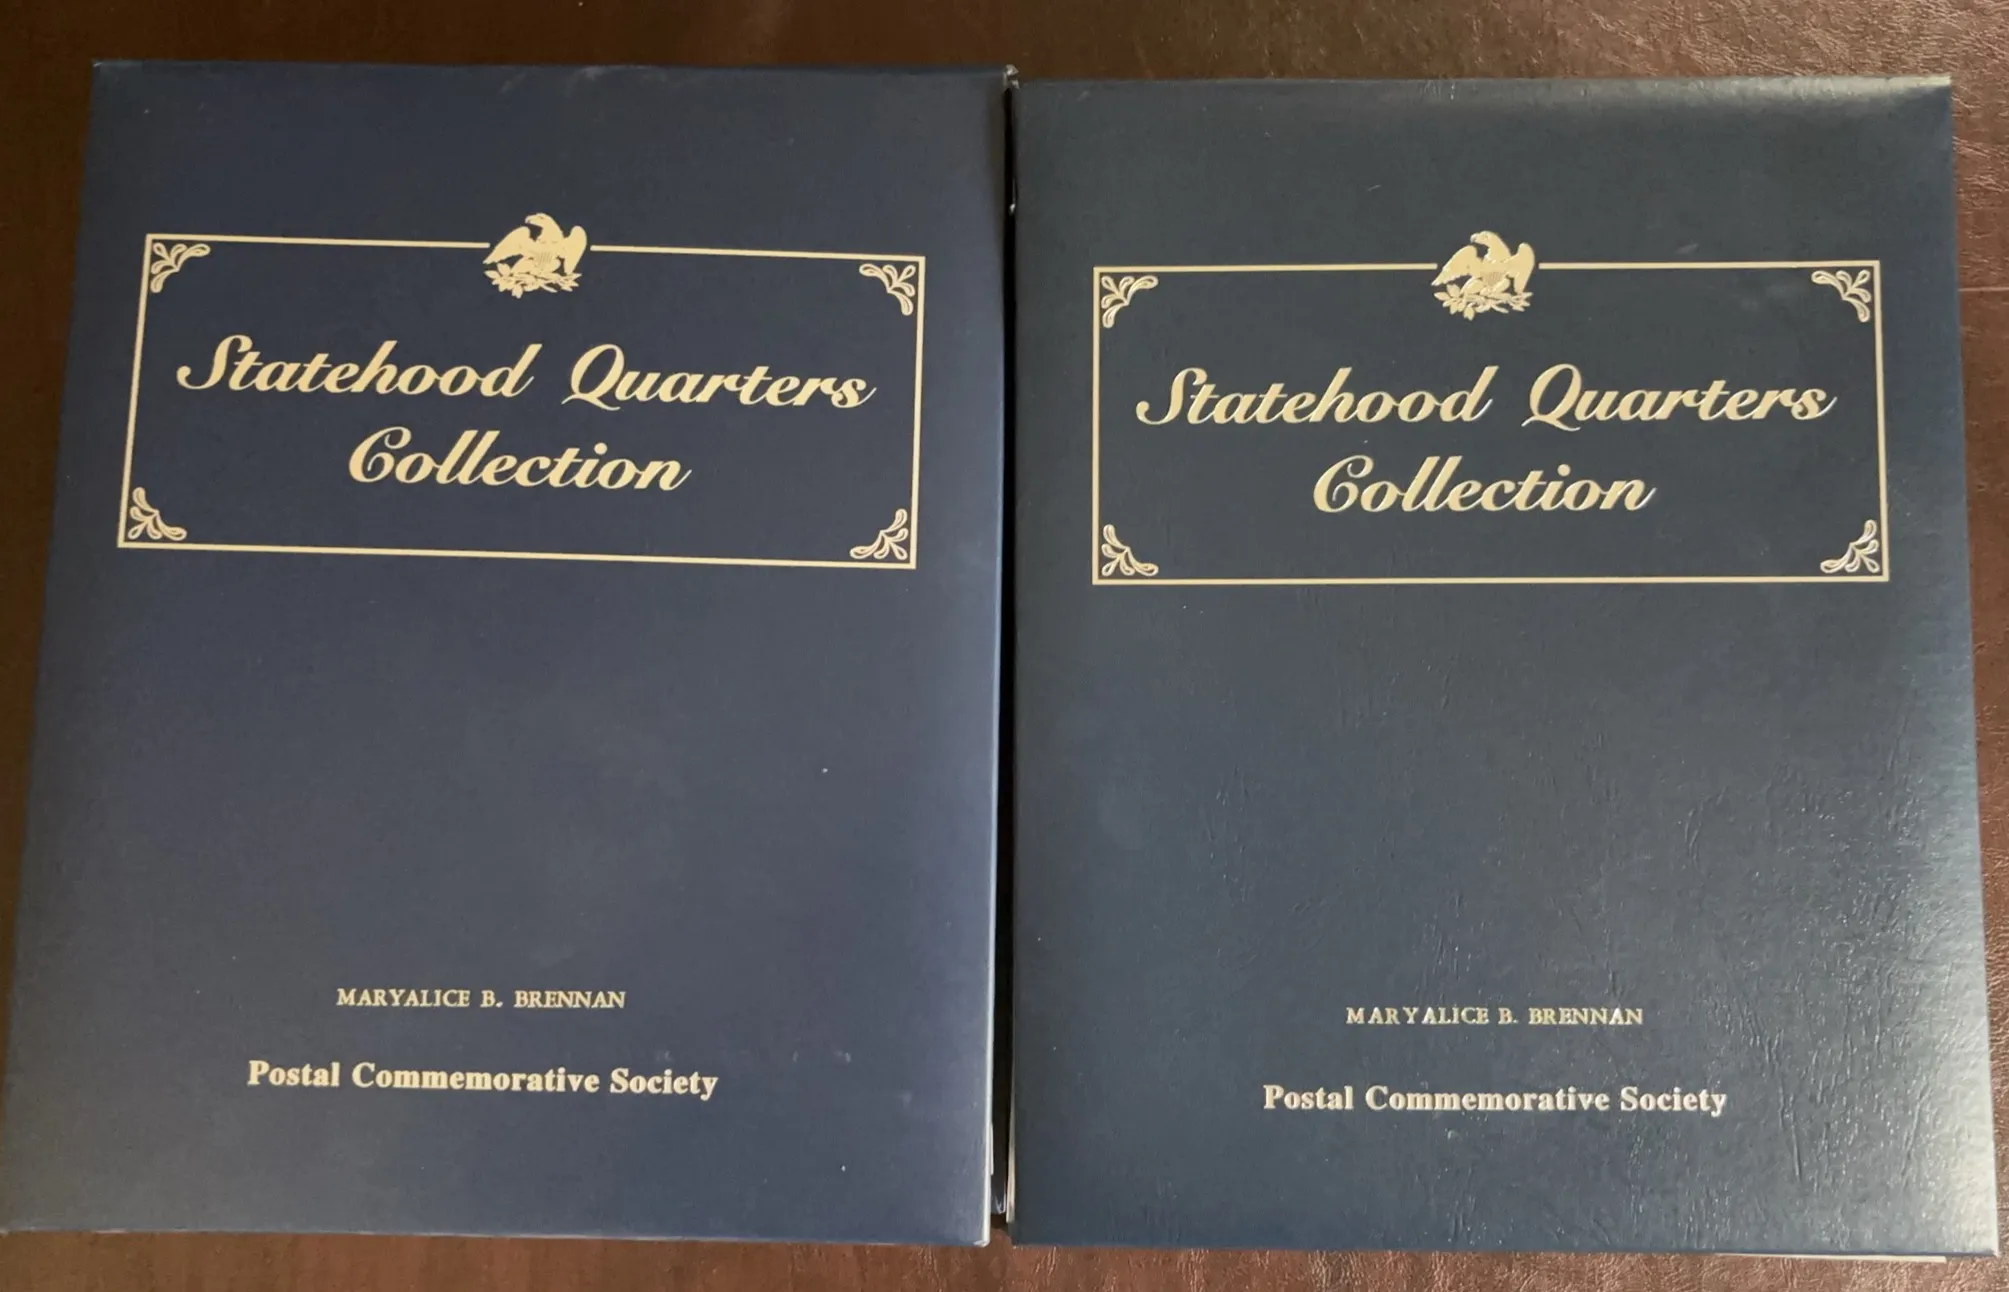 Statehood Quarters
Collection
MARYALICE B. BRENNAN
Postal Commemorative Society
Statehood Quarters
Collection
MARYALICE B. BRENNAN
Postal Commemorative Society